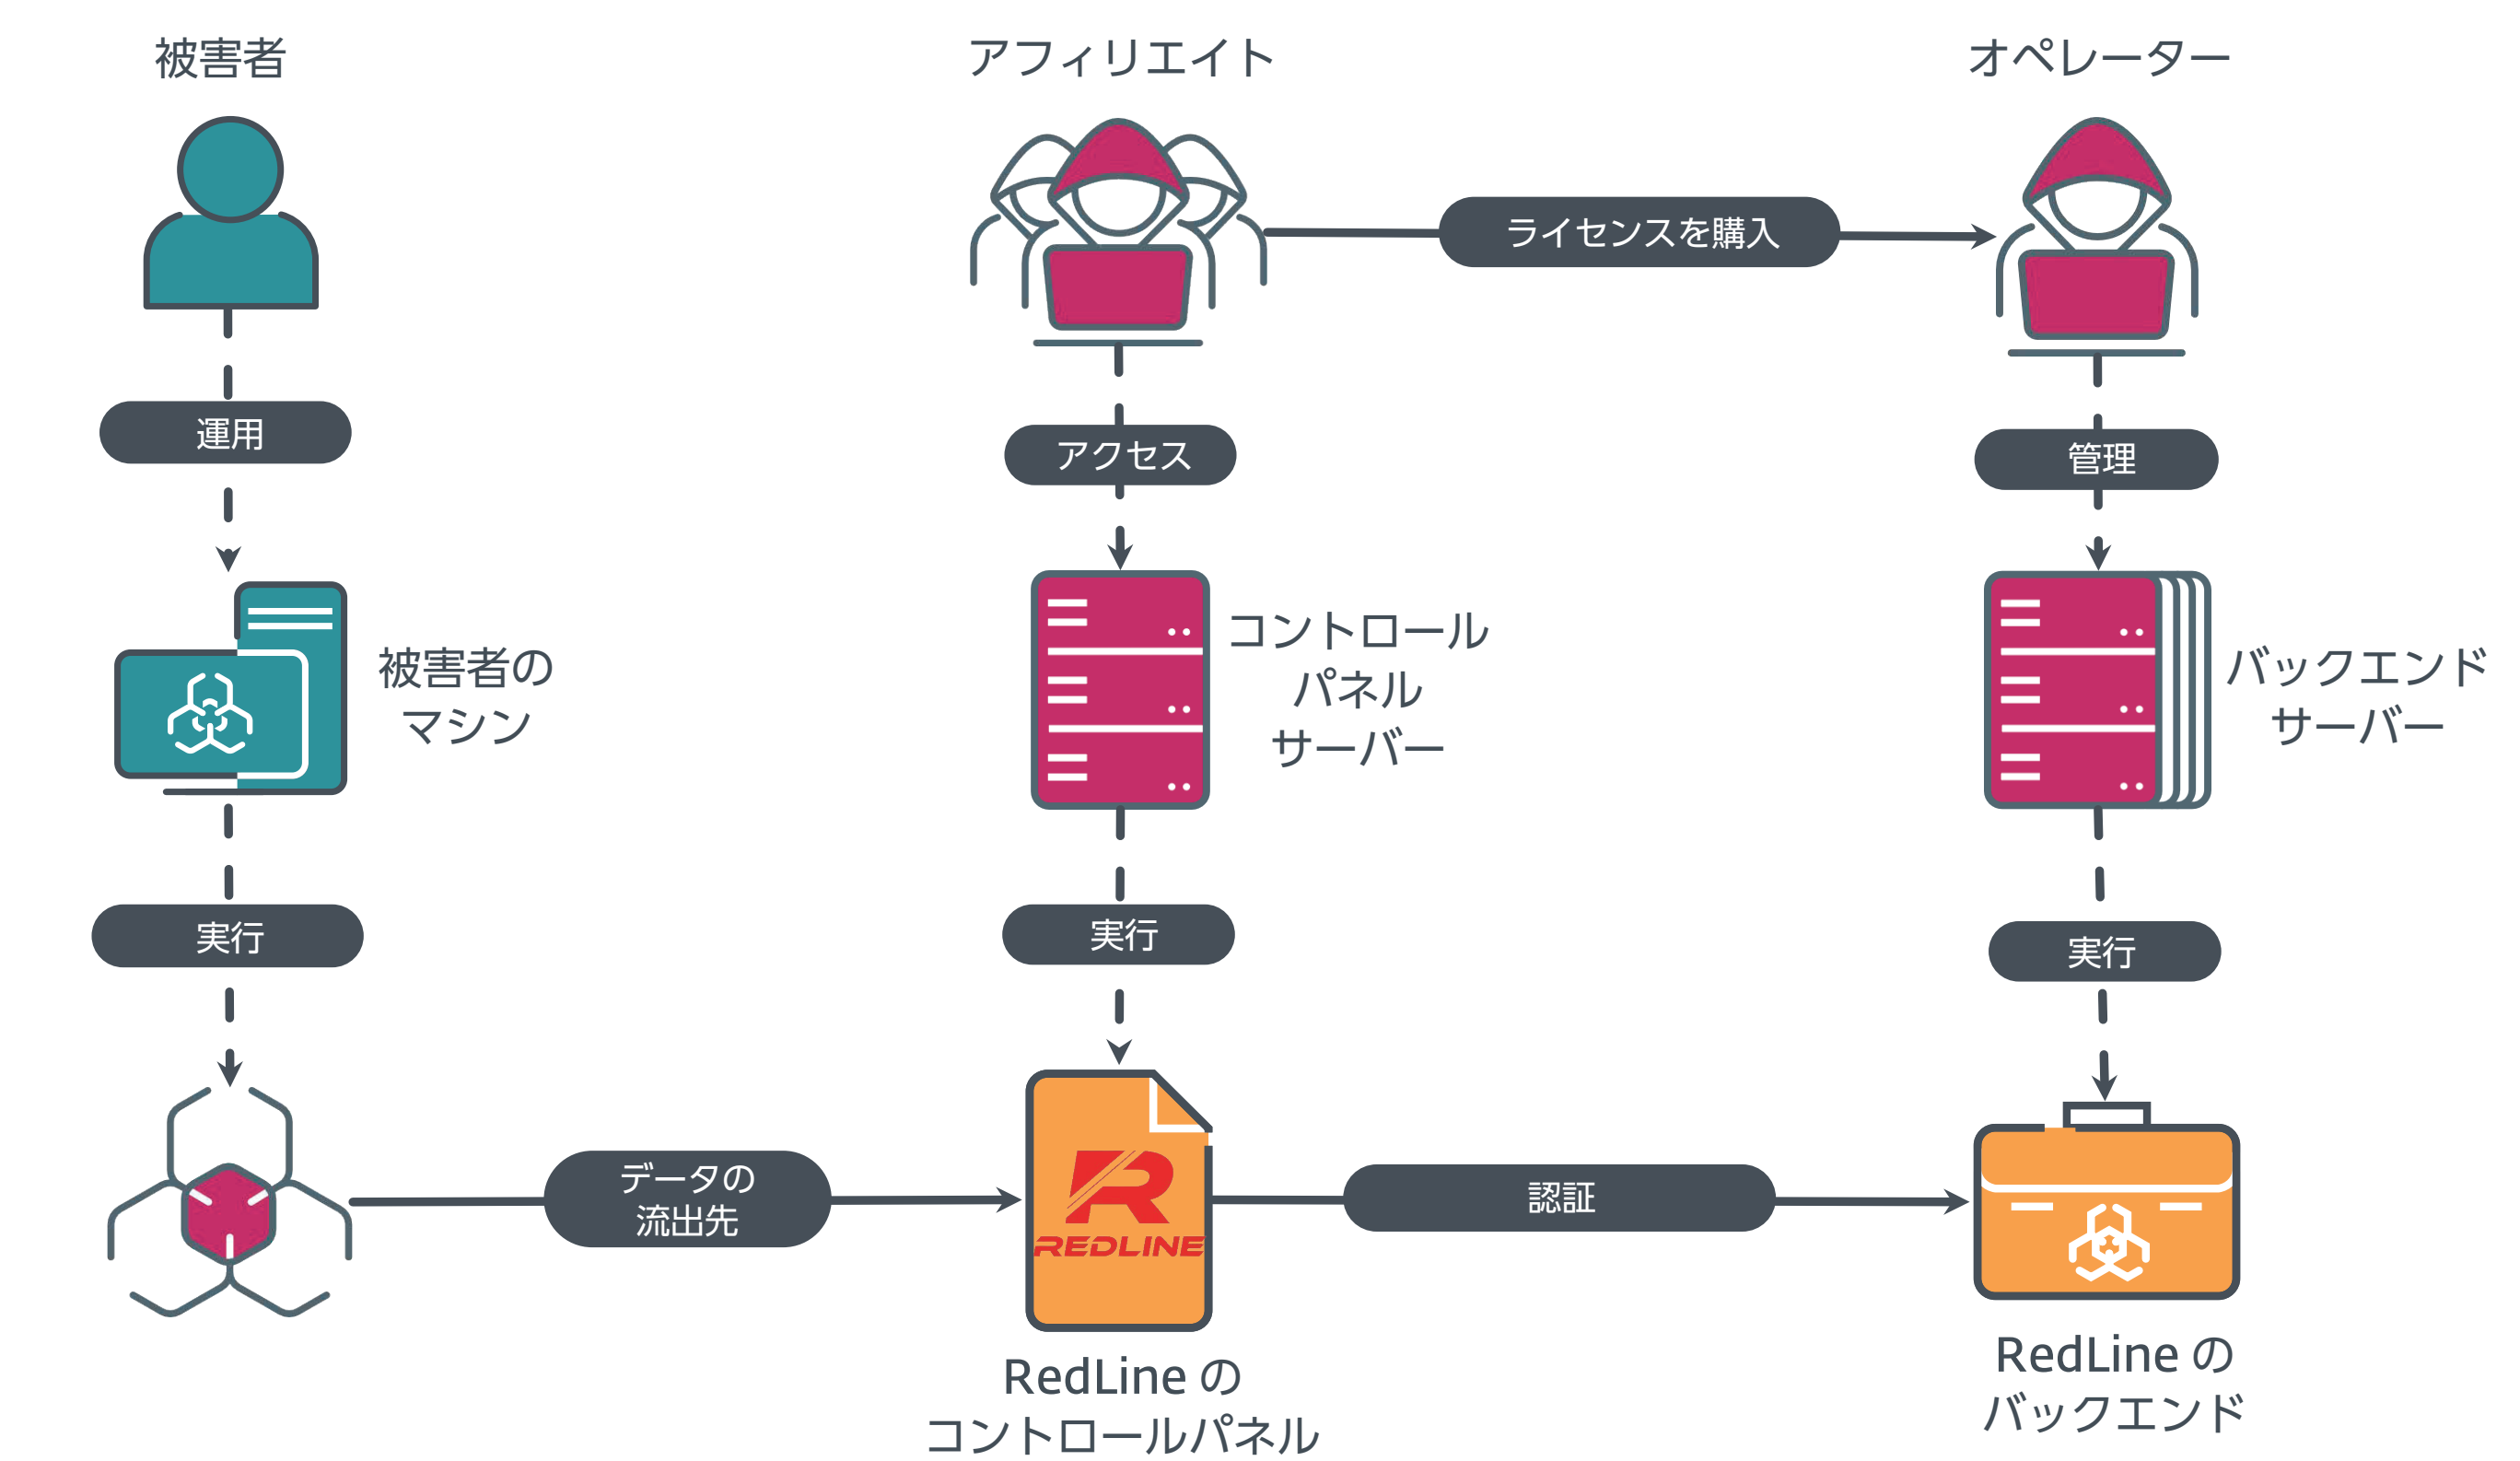 被害者
アフィリエイト
オペレーター
ライセンスを購入
運用
アクセス
管理
被害者の
マシン
コントロール
パネル
サーバー
バックエンド
サーバー
実行
実行
実行
データの
流出先
REDLINE
認証
RedLine の
コントロールパネル
RedLine の
バックエンド